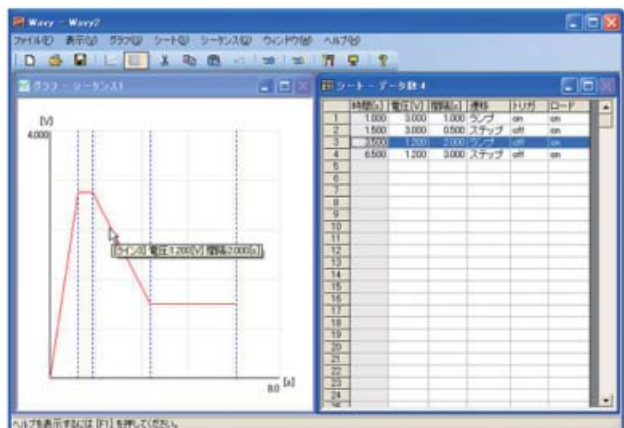 Wavy - Wavy2
ファイル(F) 表示(V) グラフ(G) シート(S) シーケンス(Q) ウィンドウ(W) ヘルプ(H)
グラフ - シーケンス1
[V]
4.000
[ライン3] 電圧:1.200[V] 間隔:2.000[s]
8.0 [s]
シート - データ数 4
時間[s] 電圧[V] 間隔[s] 遷移 トリガ ロード
1 1.000 3.000 1.000 ランプ on on
2 1.500 3.000 0.500 ステップ off on
3 3.500 1.200 2.000 ランプ off on
4 6.500 1.200 3.000 ステップ off on
5
6
7
8
9
10
11
12
13
14
15
16
17
18
19
20
21
22
23
24
ヘルプを表示するには [F1] を押してください。